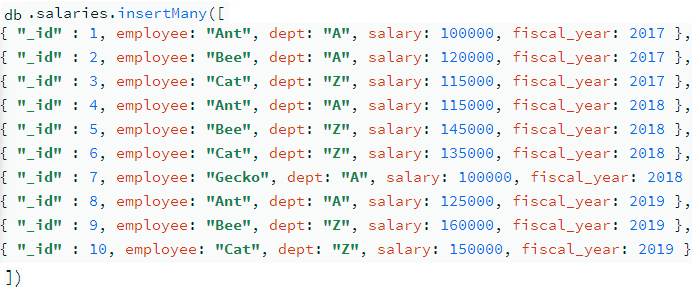 db .salaries.insertMany([
{ "_id" : 1, employee: "Ant", dept: "A", salary: 100000, fiscal_year: 2017 },
{ "_id" : 2, employee: "Bee", dept: "A", salary: 120000, fiscal_year: 2017 },
{ "_id" : 3, employee: "Cat", dept: "Z", salary: 115000, fiscal_year: 2017 },
{ "_id" : 4, employee: "Ant", dept: "A", salary: 115000, fiscal_year: 2018 },
{ "_id" : 5, employee: "Bee", dept: "Z", salary: 145000, fiscal_year: 2018 },
{ "_id" : 6, employee: "Cat", dept: "Z", salary: 135000, fiscal_year: 2018 },
{ "_id" : 7, employee: "Gecko", dept: "A", salary: 100000, fiscal_year: 2018
{ "_id" : 8, employee: "Ant", dept: "A", salary: 125000, fiscal_year: 2019 },
{ "_id" : 9, employee: "Bee", dept: "Z", salary: 160000, fiscal_year: 2019 },
{ "_id" : 10, employee: "Cat", dept: "Z", salary: 150000, fiscal_year: 2019 }
])